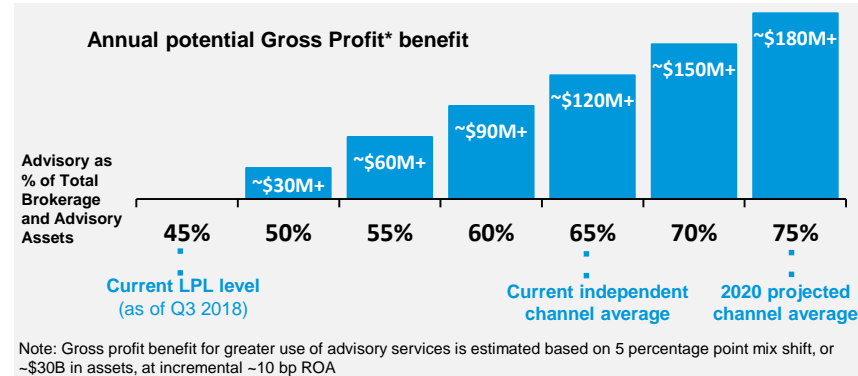 Annual potential Gross Profit* benefit
~$30M+
~$60M+
~$90M+
~$120M+
~$150M+
~$180M+
Advisory as
% of Total
Brokerage
and Advisory
Assets
45% 50% 55% 60% 65% 70% 75%
Current LPL level
(as of Q3 2018)
Current independent
channel average
2020 projected
channel average
Note: Gross profit benefit for greater use of advisory services is estimated based on 5 percentage point mix shift, or
~$30B in assets, at incremental ~10 bp ROA